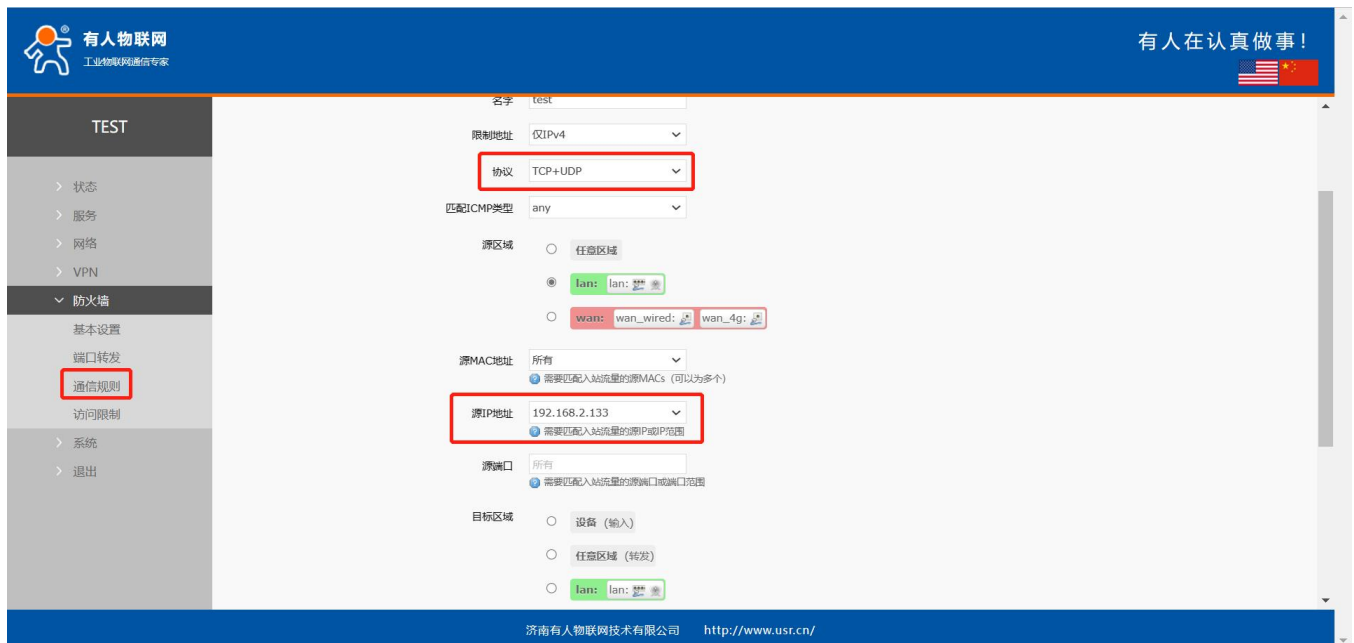 有人物联网
工业物联网通信专家
有人在认真做事!
TEST
状态
服务
网络
VPN
防火墙
基本设置
端口转发
通信规则
访问限制
系统
退出
名字 test
限制地址 仅IPv4
协议 TCP+UDP
匹配ICMP类型 any
源区域 任意区域
lan: lan:
wan: wan_wired: wan_4g:
源MAC地址 所有
需要匹配入站流量的源MACs（可以为多个）
源IP地址 192.168.2.133
需要匹配入站流量的源IP或IP范围
源端口 所有
需要匹配入站流量的源端口或端口范围
目标区域 设备（输入）
任意区域（转发）
lan: lan:
济南有人物联网技术有限公司 http://www.usr.cn/